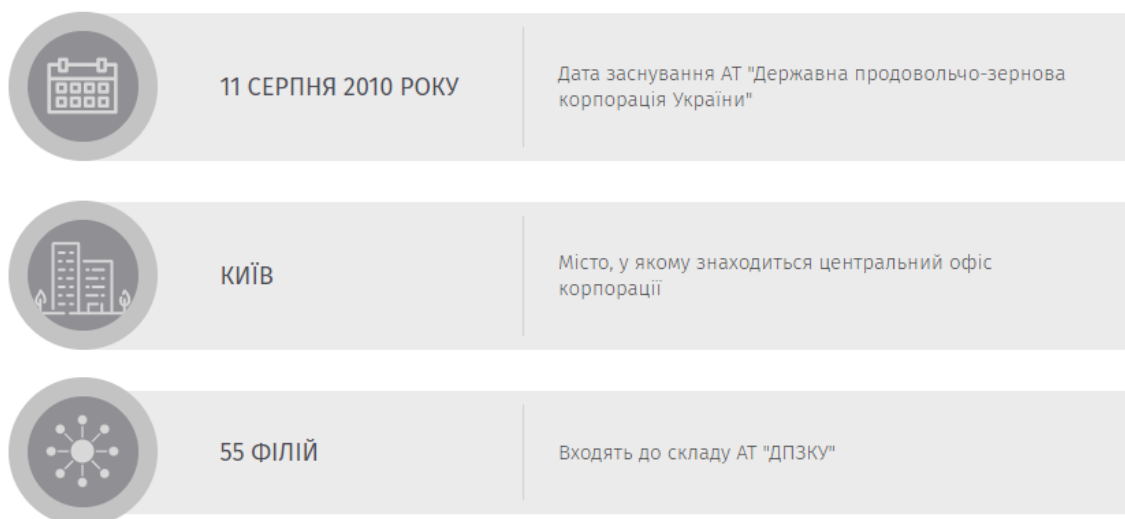 11 СЕРПНЯ 2010 РОКУ
Дата заснування АТ "Державна продовольчо-зернова
корпорація України"
КИЇВ
Місто, у якому знаходиться центральний офіс
корпорації
55 ФІЛІЙ
Входять до складу АТ "ДПЗКУ"